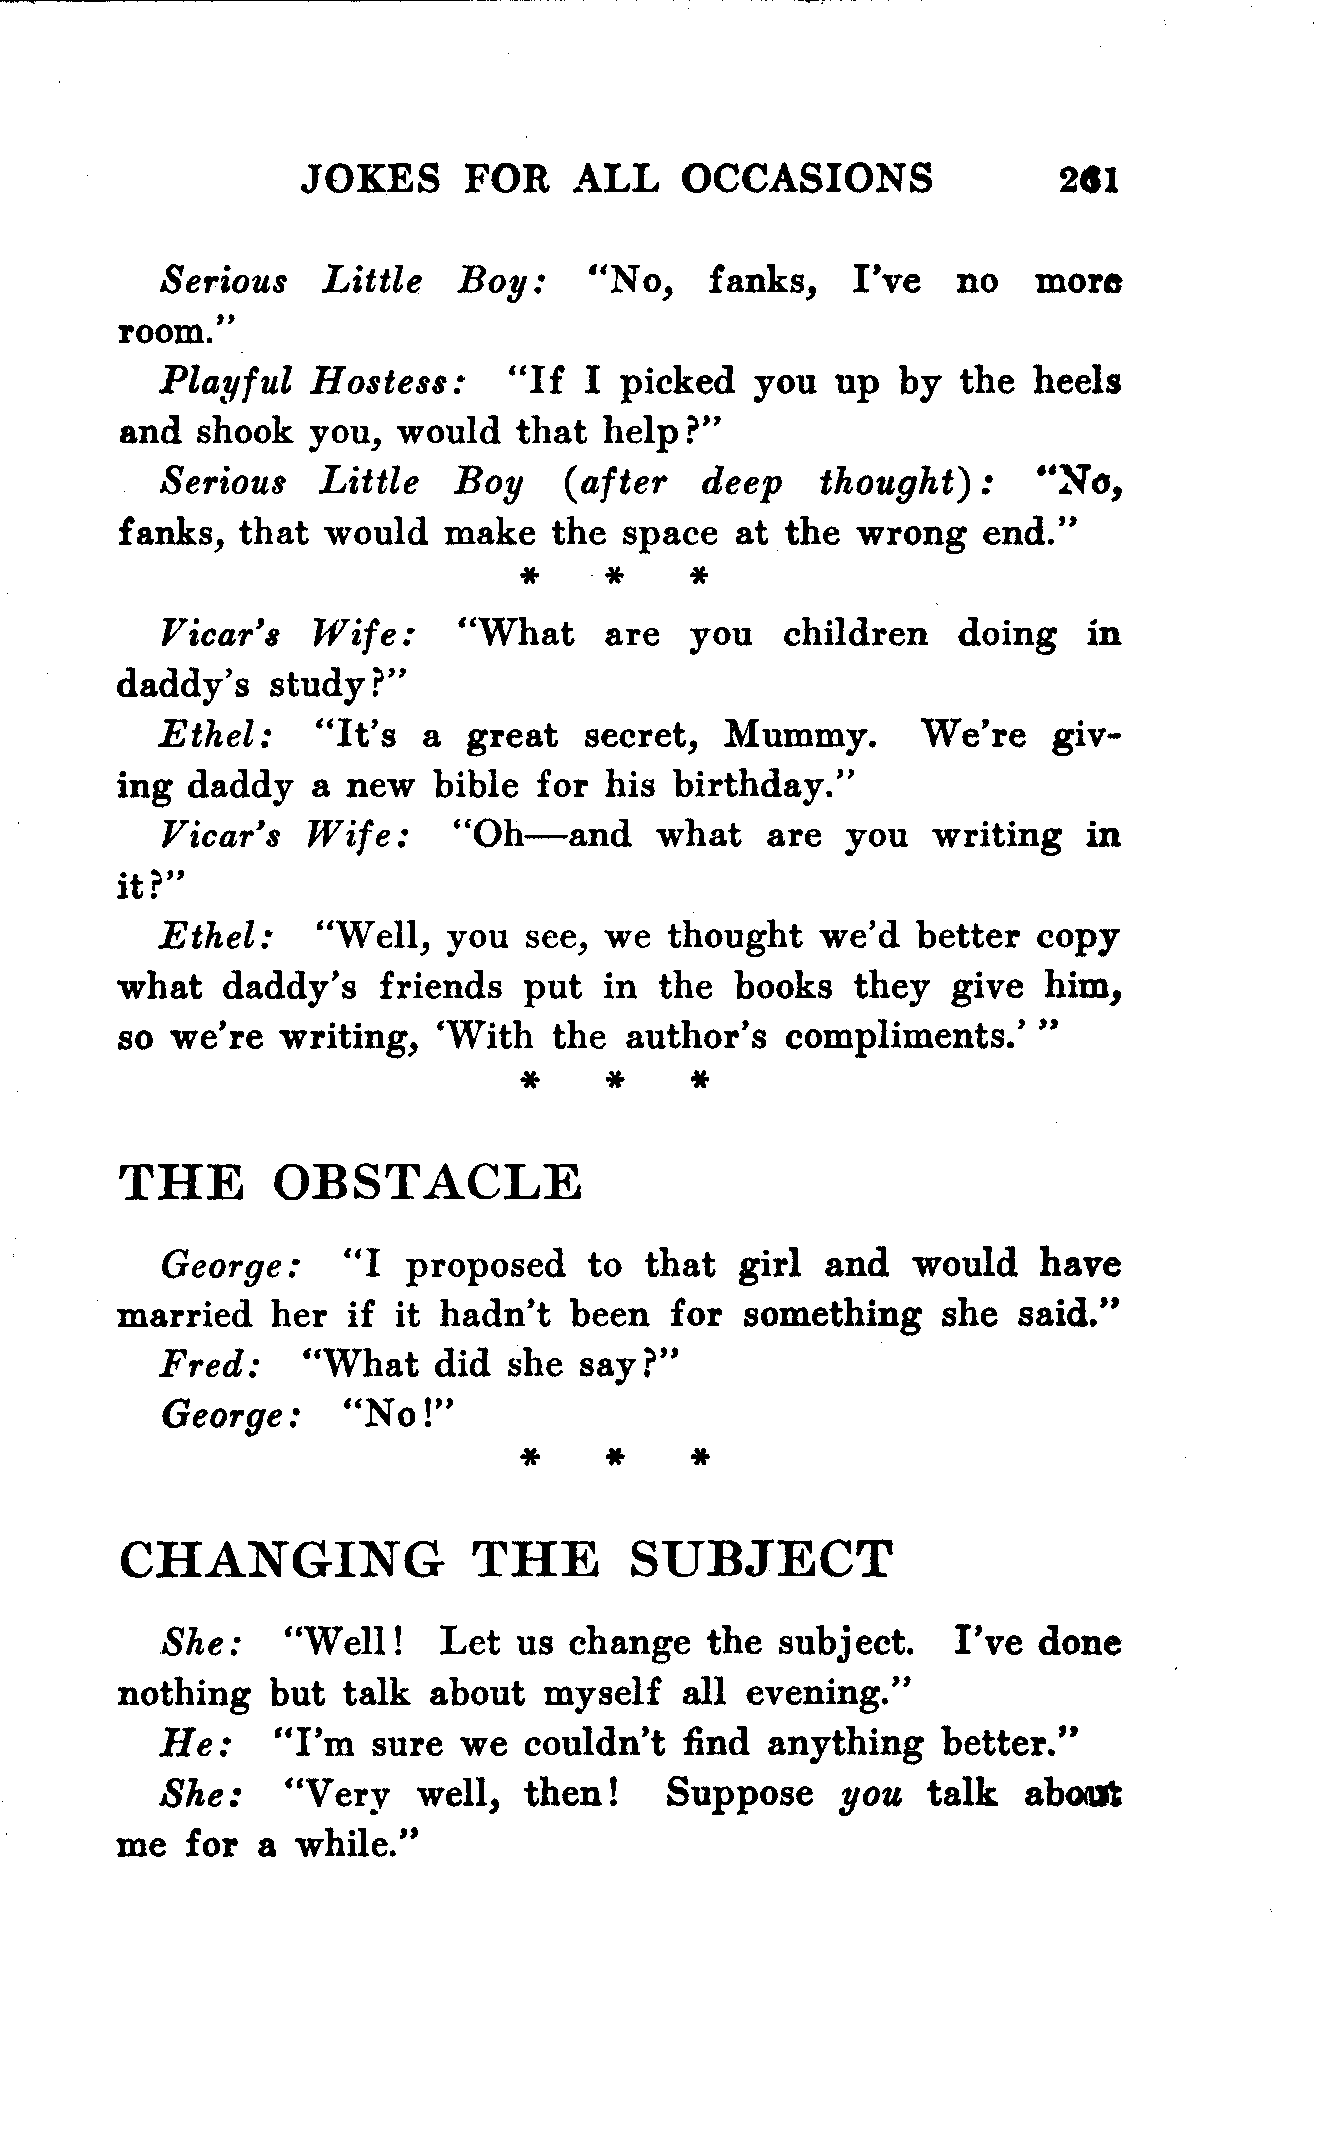 JOKES FOR ALL OCCASIONS 261
Serious Little Boy: "No, fanks, I've no more
room."
Playful Hostess: "If I picked you up by the heels
and shook you, would that help?"
Serious Little Boy (after deep thought): "No,
fanks, that would make the space at the wrong end."
* * *
Vicar's Wife: "What are you children doing in
daddy's study?"
Ethel: "It's a great secret, Mummy. We're giv-
ing daddy a new bible for his birthday."
Vicar's Wife: "Oh—and what are you writing in
it?"
Ethel: "Well, you see, we thought we'd better copy
what daddy's friends put in the books they give him,
so we're writing, 'With the author's compliments.' "
* * *
THE OBSTACLE
George: "I proposed to that girl and would have
married her if it hadn't been for something she said."
Fred: "What did she say?"
George: "No!"
* * *
CHANGING THE SUBJECT
She: "Well! Let us change the subject. I've done
nothing but talk about myself all evening."
He: "I'm sure we couldn't find anything better."
She: "Very well, then! Suppose you talk about
me for a while."